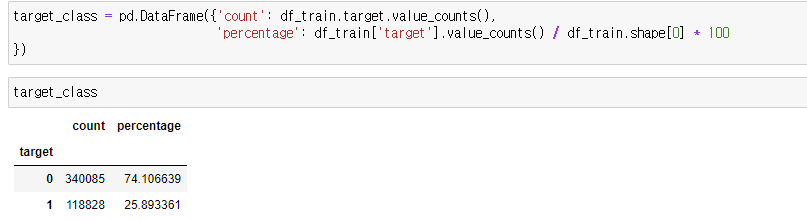 target_class = pd.DataFrame({'count': df_train.target.value_counts(),
'percentage': df_train['target'].value_counts() / df_train.shape[0] * 100
})
target_class
count percentage
target
0 340085 74.106639
1 118828 25.893361